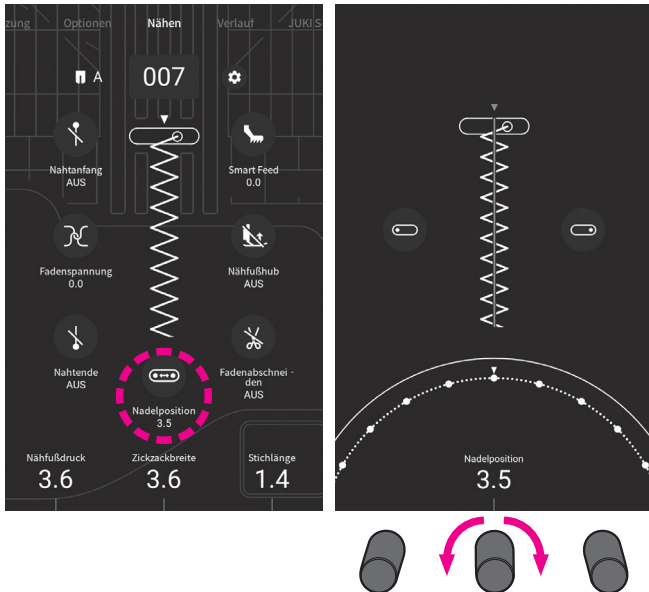 zung Optionen Nähen Verlauf JUKI S
A 007
Nahtanfang
AUS
Smart Feed
0.0
Fadenspannung
0.0
Nähfußhub
AUS
Nahtende
AUS
Fadenabschnei -
den
AUS
Nadelposition
3.5
Nähfußdruck
3.6
Zickzackbreite
3.6
Stichlänge
1.4
Nadelposition
3.5